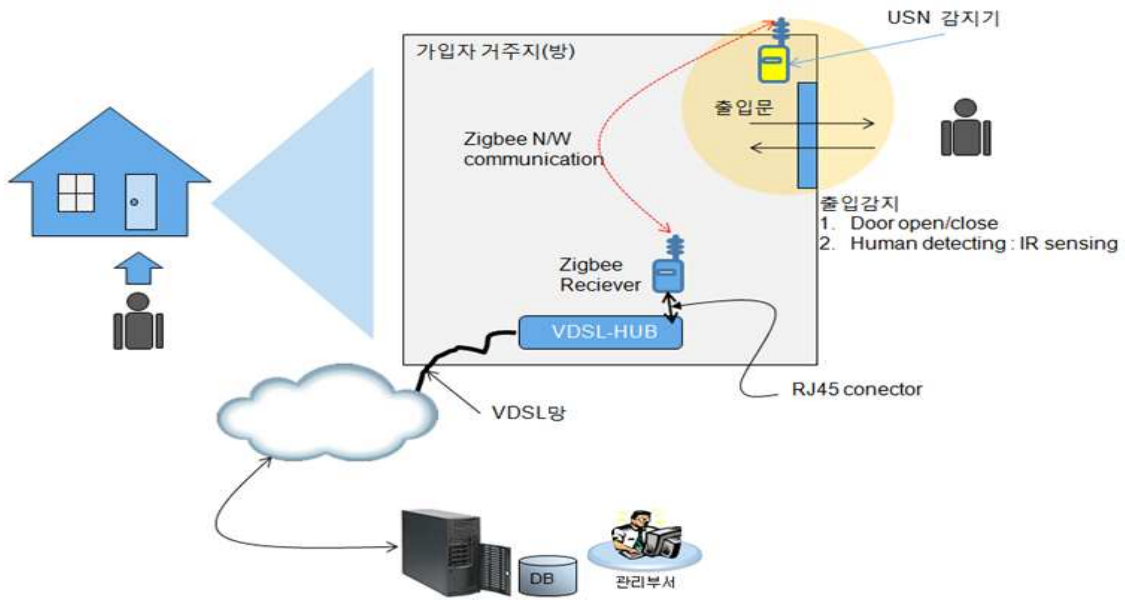 USN 감지기
가입자 거주지(방)
출입문
Zigbee N/W
communication
출입감지
1. Door open/close
2. Human detecting : IR sensing
Zigbee
Reciever
VDSL-HUB
RJ45 conector
VDSL망
DB
관리부서